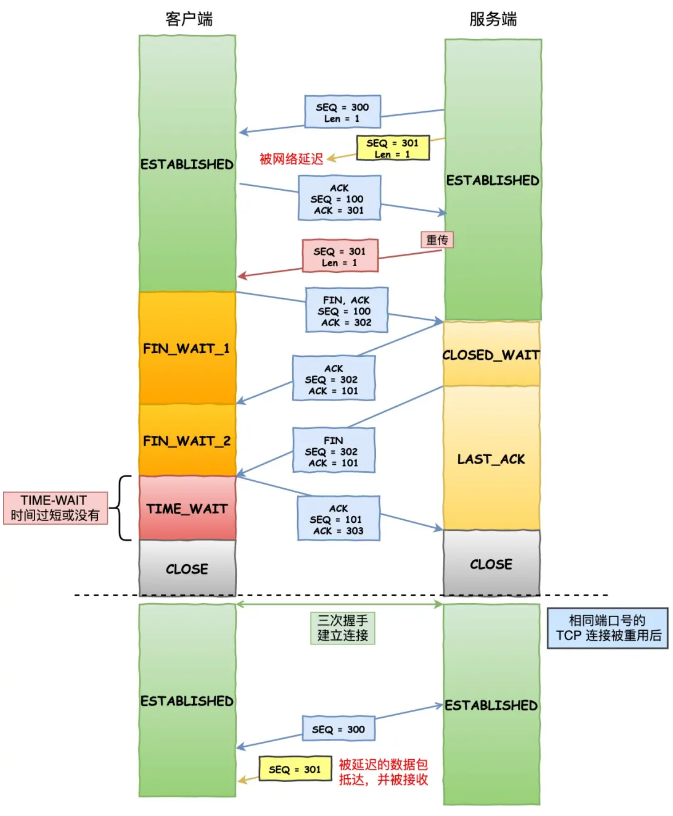 客户端
服务端
SEQ = 300
Len = 1
SEQ = 301
Len = 1
被网络延迟
ESTABLISHED
ESTABLISHED
ACK
SEQ = 100
ACK = 301
重传
SEQ = 301
Len = 1
FIN, ACK
SEQ = 100
ACK = 302
FIN_WAIT_1
CLOSED_WAIT
ACK
SEQ = 302
ACK = 101
FIN_WAIT_2
FIN
SEQ = 302
ACK = 101
LAST_ACK
TIME-WAIT
时间过短或没有
TIME_WAIT
ACK
SEQ = 101
ACK = 303
CLOSE
CLOSE
三次握手
建立连接
相同端口号的
TCP 连接被重用后
ESTABLISHED
ESTABLISHED
SEQ = 300
SEQ = 301
被延迟的数据包
抵达，并被接收